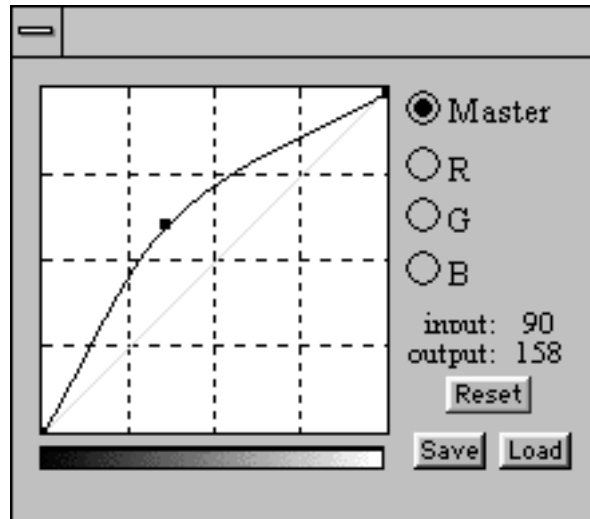 Master
R
G
B
input: 90
output: 158
Reset
Save Load